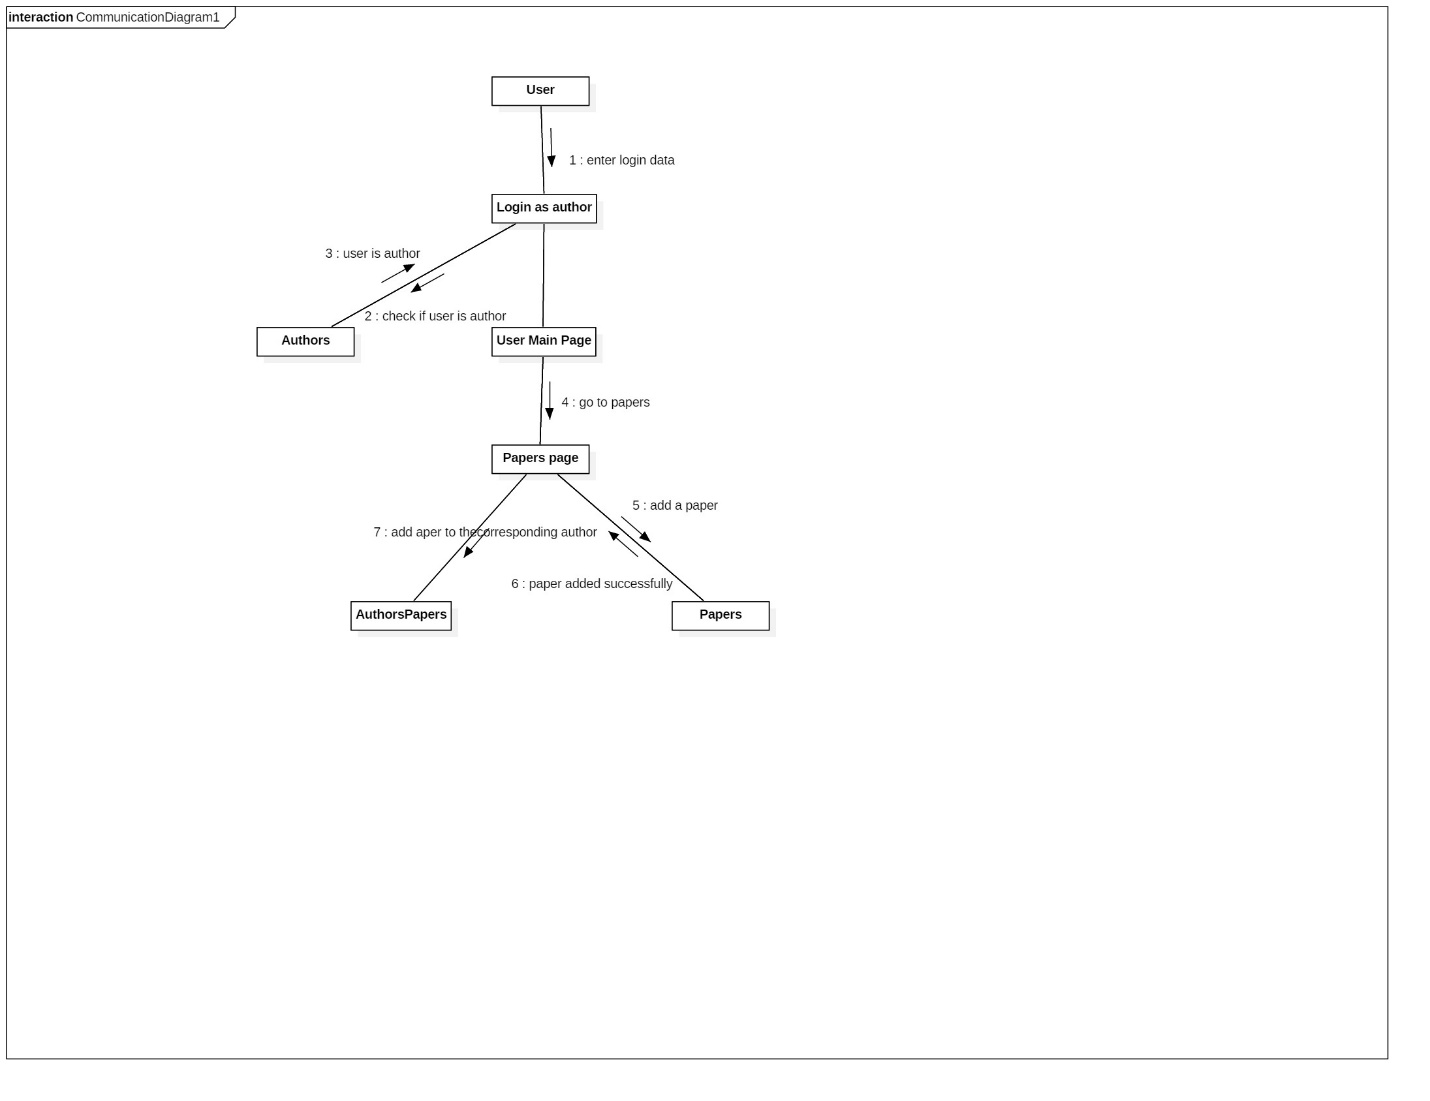 interaction CommunicationDiagram1
User
1 : enter login data
Login as author
3 : user is author
2 : check if user is author
Authors
User Main Page
4 : go to papers
Papers page
5 : add a paper
7 : add aper to thecorresponding author
6 : paper added successfully
AuthorsPapers
Papers